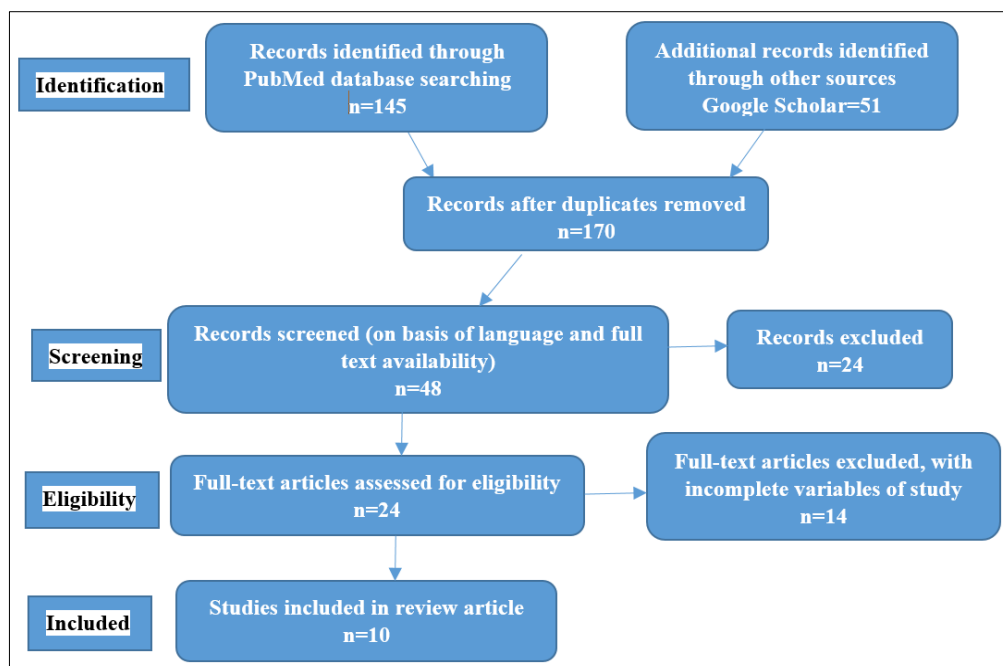 Identification
Records identified through
PubMed database searching
n=145
Additional records identified
through other sources
Google Scholar=51
Records after duplicates removed
n=170
Screening
Records screened (on basis of language and full
text availability)
n=48
Records excluded
n=24
Eligibility
Full-text articles assessed for eligibility
n=24
Full-text articles excluded, with
incomplete variables of study
n=14
Included
Studies included in review article
n=10